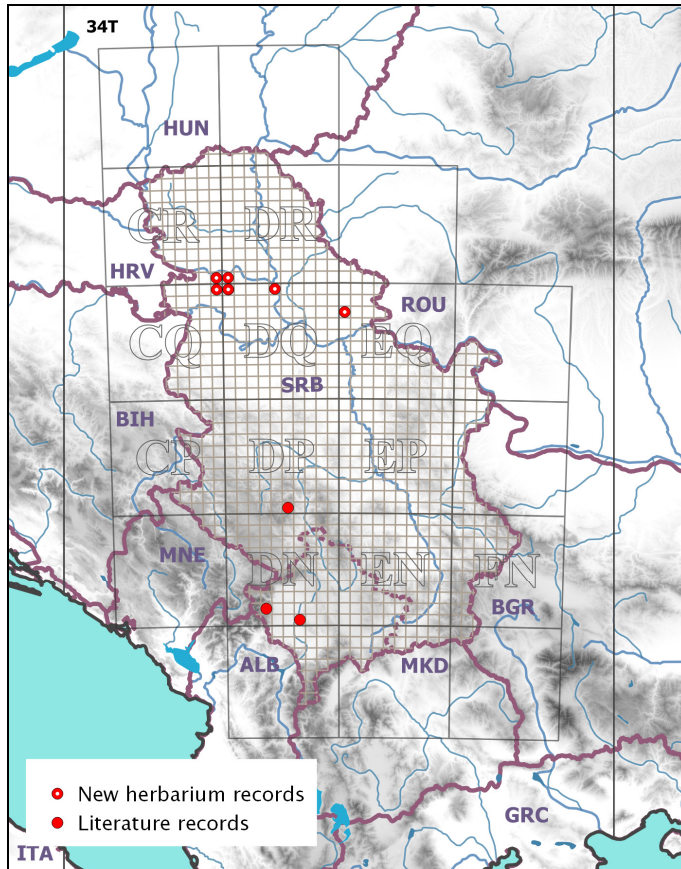 34T
HUN
CR DR
HRV
ROU
CQ DQ EQ
SRB
BIH
CP DP EP
MNE
DN EN FN
BGR
ALB MKD
New herbarium records
Literature records
GRC
ITA